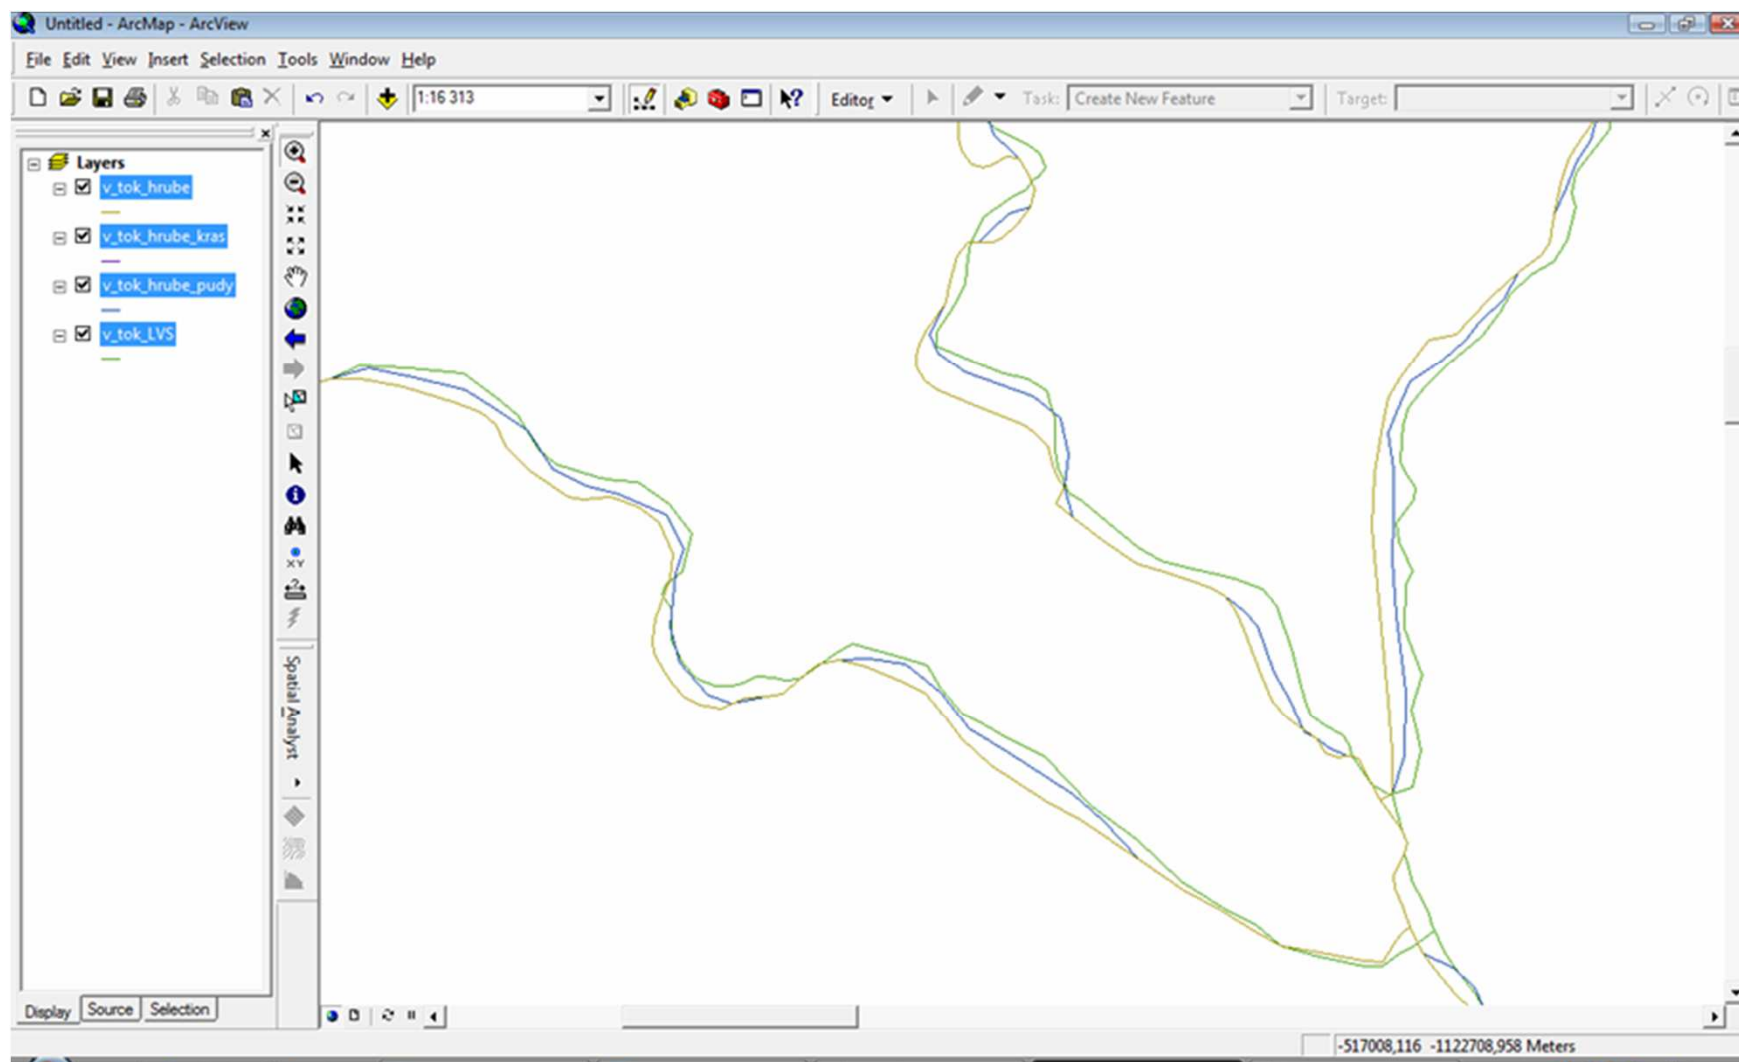 Untitled - ArcMap - ArcView
File Edit View Insert Selection Tools Window Help
1:16 313 Editor Task: Create New Feature Target:
Layers
v_tok_hrube
v_tok_hrube_kras
v_tok_hrube_pudy
v_tok_LVS
XY
Spatial Analyst
Display Source Selection
-517008,116 -1122708,958 Meters